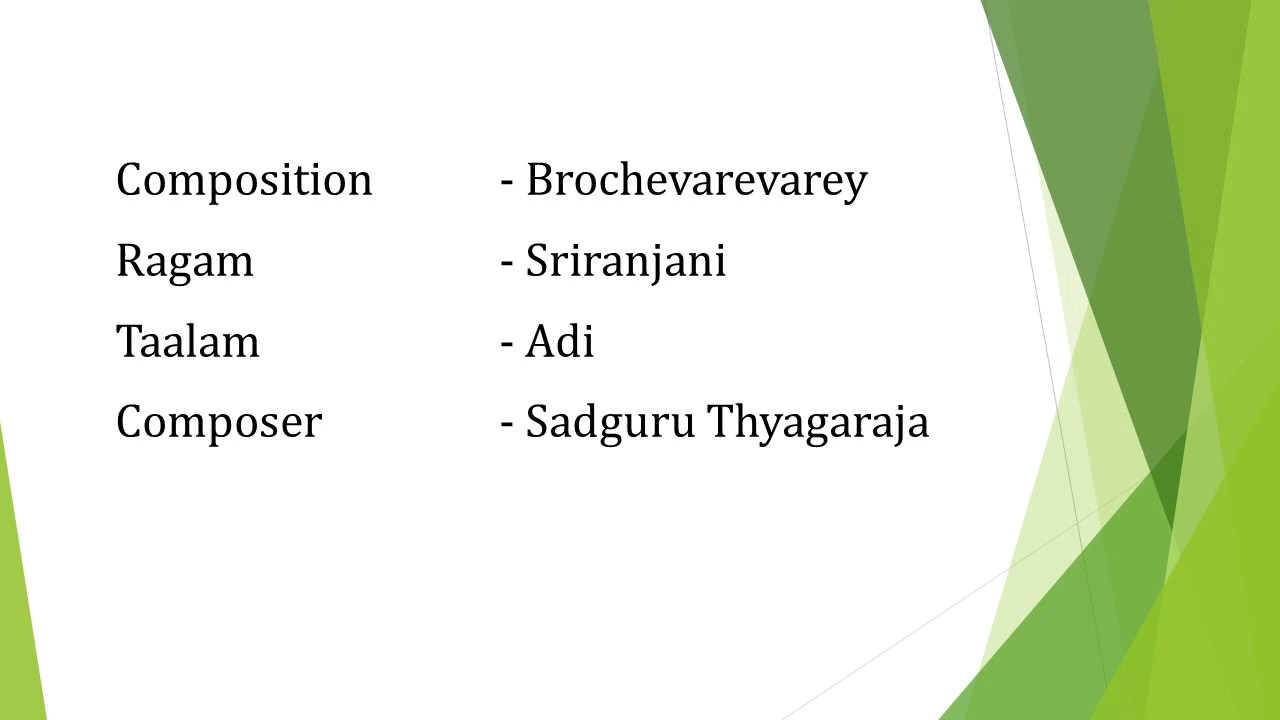 Composition - Brochevarevarey
Ragam - Sriranjani
Taalam - Adi
Composer - Sadguru Thyagaraja